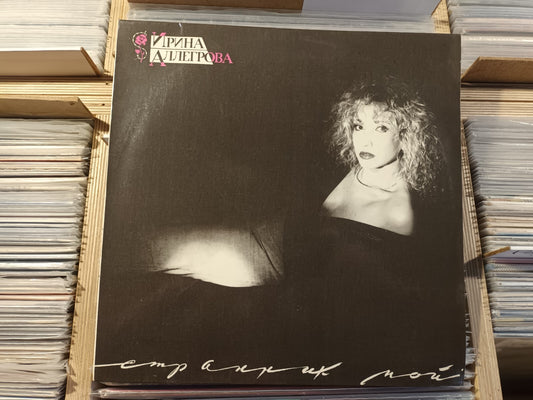 Ирина
Аллегрова
странник мой